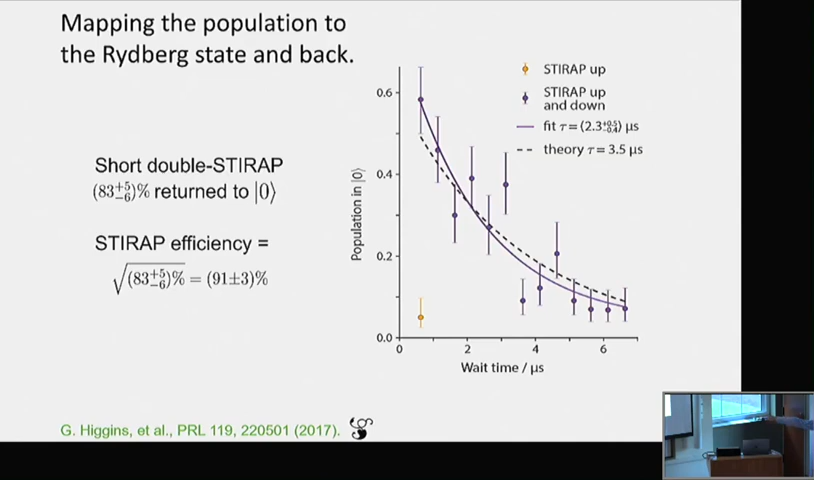 Mapping the population to
the Rydberg state and back.
Short double-STIRAP
(83+5−6)% returned to |0⟩
STIRAP efficiency =
√(83+5−6)% = (91±3)%
STIRAP up
STIRAP up
and down
fit τ = (2.3+0.5−0.4) μs
theory τ = 3.5 μs
Population in |0⟩
0.6
0.4
0.2
0.0
0
2
4
6
Wait time / μs
G. Higgins, et al., PRL 119, 220501 (2017).